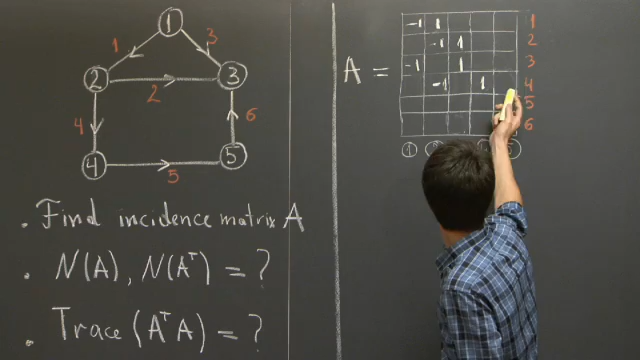 1
1 3
2 3
2
4 6
4 5
5
. Find incidence matrix A
. N(A), N(Aᵀ) = ?
. Trace (AᵀA) = ?
A =
-1 1 1
-1 1 2
-1 1 3
-1 1 4
5
6
1